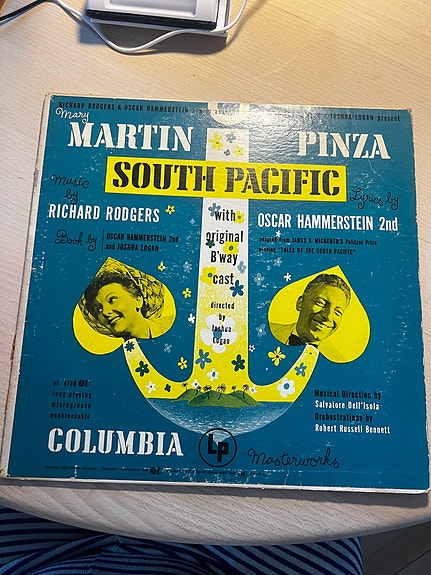 RICHARD RODGERS & OSCAR HAMMERSTEIN
JOSHUA LOGAN present
Mary
MARTIN PINZA
SOUTH PACIFIC
Music
by
RICHARD RODGERS
Lyrics by
OSCAR HAMMERSTEIN 2nd
Book by
OSCAR HAMMERSTEIN 2nd
and JOSHUA LOGAN
adapted from JAMES A. MICHENER'S Pulitzer Prize
winning "TALES OF THE SOUTH PACIFIC"
with
original
B'way
cast
directed
by
Joshua
Logan
long playing
microgroove
nonbreakable
Musical Direction by
Salvatore Dell'Isola
Orchestrations by
Robert Russell Bennett
COLUMBIA
LP
Masterworks